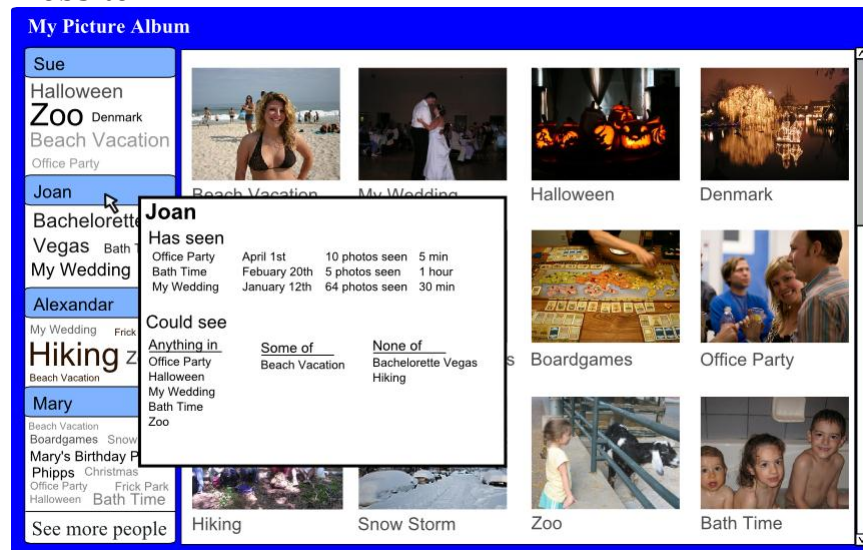 My Picture Album
Sue
Halloween
Zoo Denmark
Beach Vacation
Office Party
Joan
Bachelorette
Vegas Bath
My Wedding
Alexandar
My Wedding Frick
Hiking
Beach Vacation
Mary
Beach Vacation
Boardgames Snow
Mary's Birthday P
Phipps Christmas
Office Party Frick Park
Halloween Bath Time
See more people
Joan
Has seen
Office Party April 1st 10 photos seen 5 min
Bath Time Febuary 20th 5 photos seen 1 hour
My Wedding January 12th 64 photos seen 30 min
Could see
Anything in Some of None of
Office Party Beach Vacation Bachelorette Vegas
Halloween Hiking
My Wedding
Bath Time
Zoo
Beach Vacation My Wedding Halloween Denmark
Boardgames Office Party
Hiking Snow Storm Zoo Bath Time